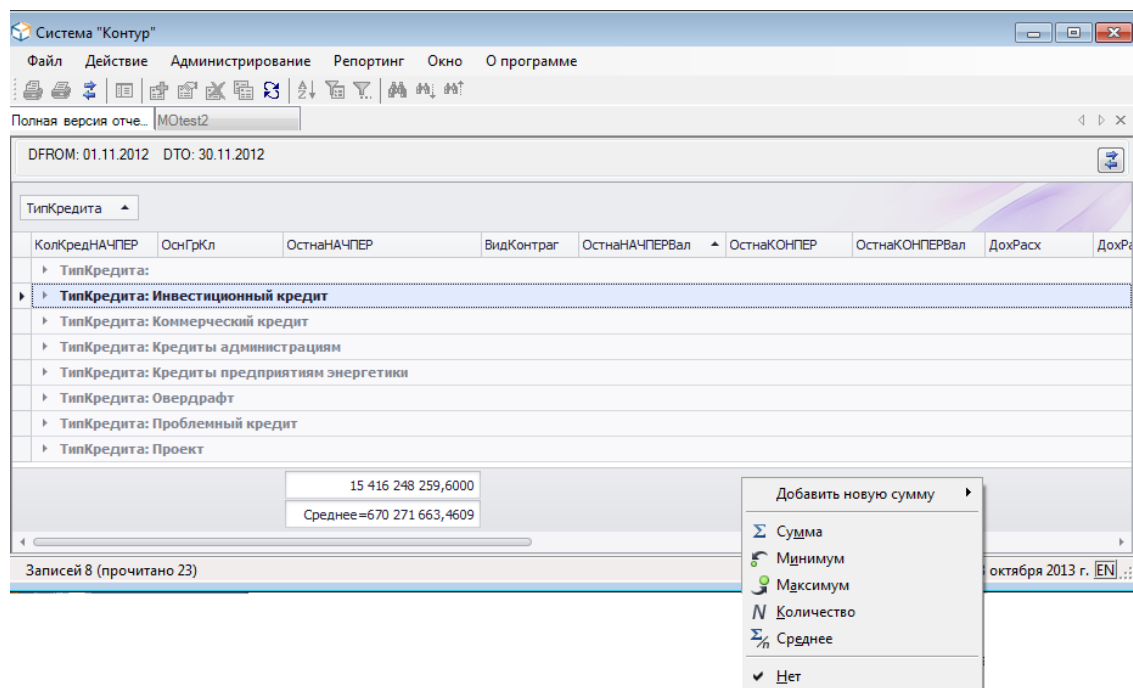 Система "Контур"
Файл Действие Администрирование Репортинг Окно О программе
Полная версия отче... MOtest2
DFROM: 01.11.2012 DTO: 30.11.2012
ТипКредита
КолКредНАЧПЕР ОснГрКл ОстнаНАЧПЕР ВидКонтраг ОстнаНАЧПЕРВал ОстнаКОНПЕР ОстнаКОНПЕРВал ДохРасх ДохРа
ТипКредита:
ТипКредита: Инвестиционный кредит
ТипКредита: Коммерческий кредит
ТипКредита: Кредиты администрациям
ТипКредита: Кредиты предприятиям энергетики
ТипКредита: Овердрафт
ТипКредита: Проблемный кредит
ТипКредита: Проект
15 416 248 259,6000
Среднее=670 271 663,4609
Добавить новую сумму
Σ Сумма
Минимум
Максимум
N Количество
Σ/n Среднее
Нет
Записей 8 (прочитано 23) октября 2013 г. EN